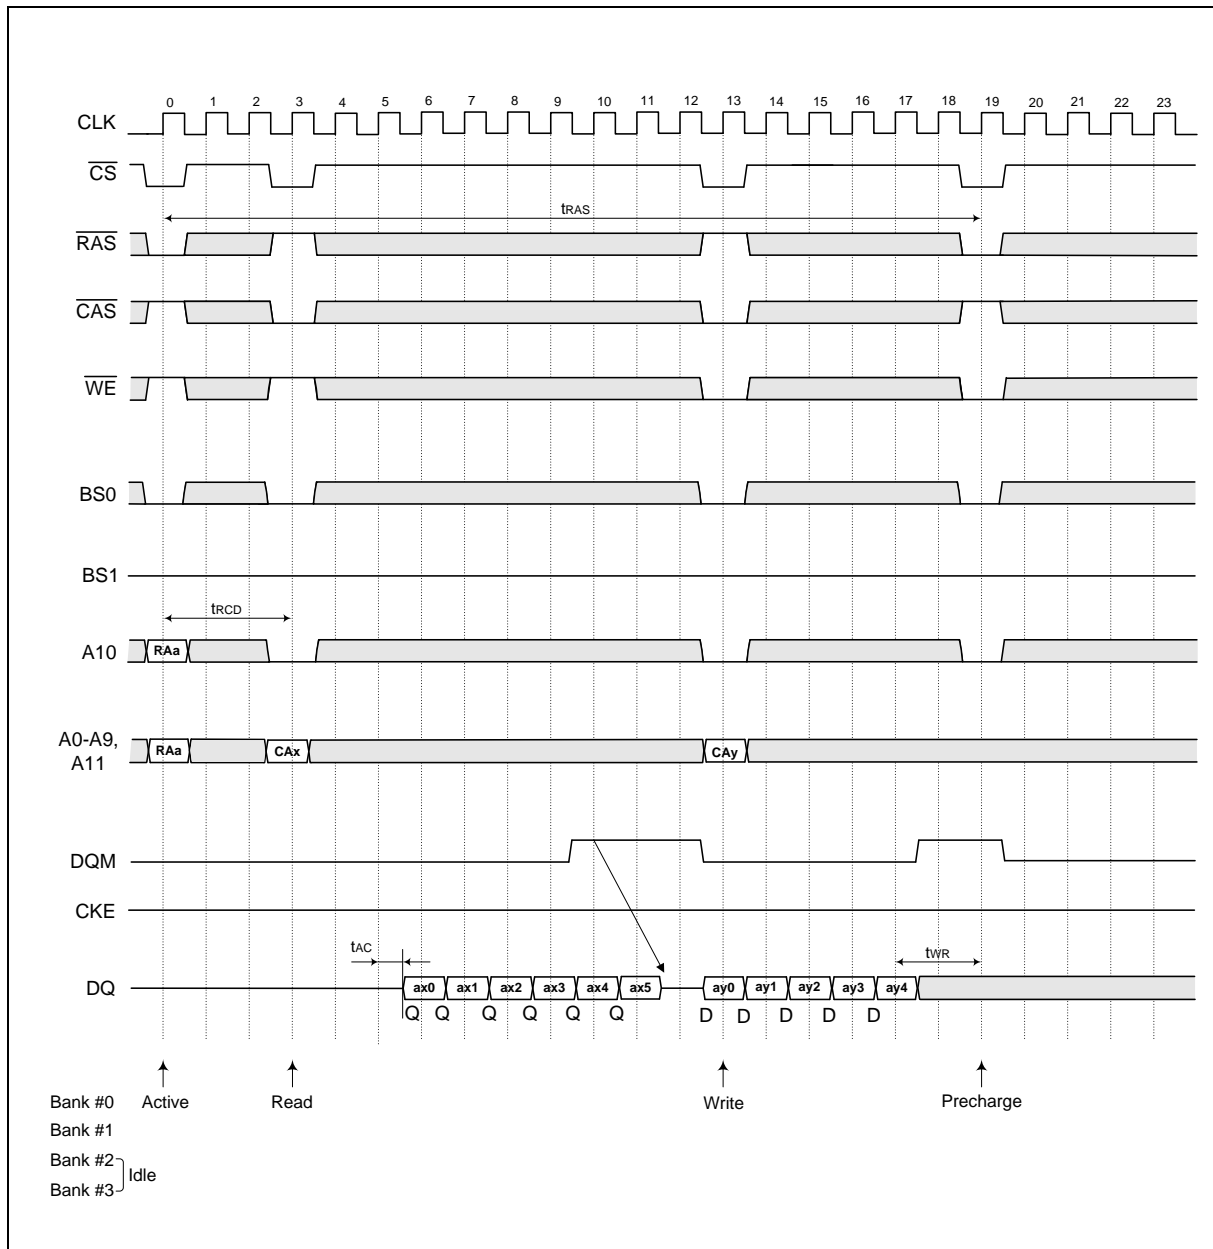 0 1 2 3 4 5 6 7 8 9 10 11 12 13 14 15 16 17 18 19 20 21 22 23
CLK
CS
tRAS
RAS
CAS
WE
BS0
BS1
tRCD
A10 RAa
A0-A9,
A11
RAa CAx CAy
DQM
CKE
tAC tWR
DQ ax0 ax1 ax2 ax3 ax4 ax5 ay0 ay1 ay2 ay3 ay4
Q Q Q Q Q Q D D D D D
Bank #0 Active Read Write Precharge
Bank #1
Bank #2
Idle
Bank #3